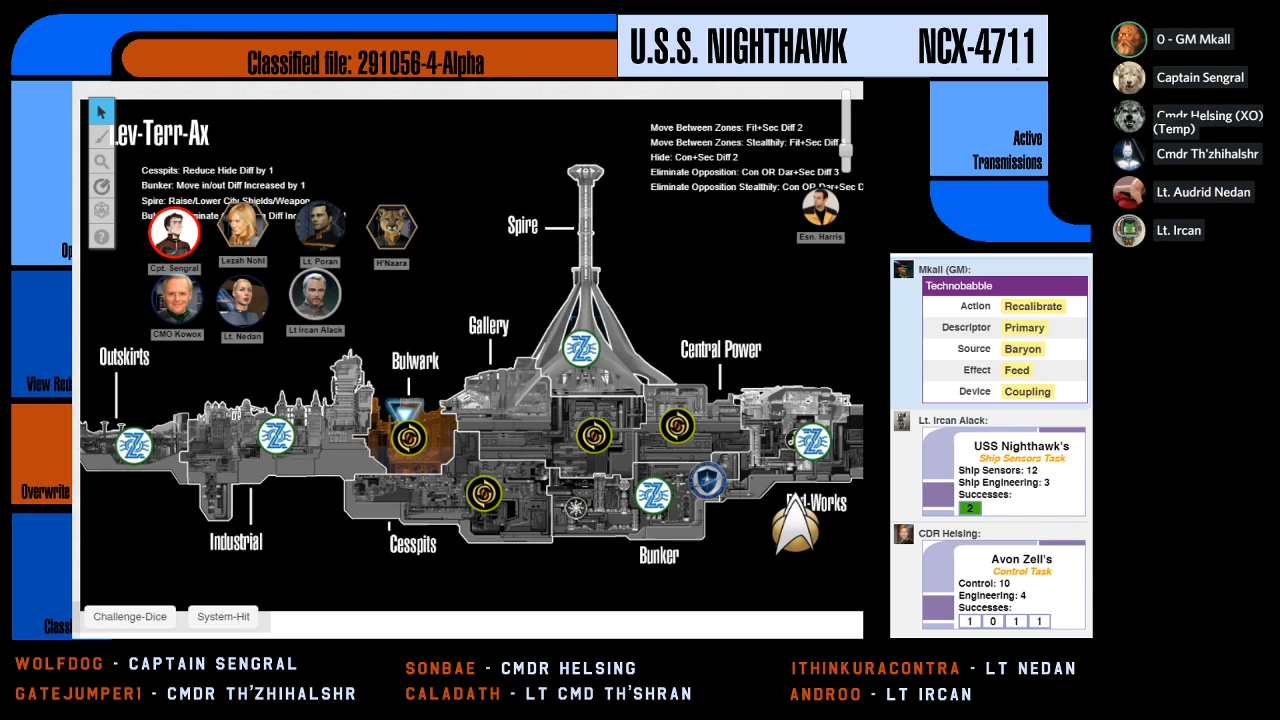 Classified file: 291056-4-Alpha
U.S.S. NIGHTHAWK NCX-4711
0 - GM Mkall
Captain Sengral
Cmdr Helsing (XO)
(Temp)
Cmdr Th'zhihalshr
Lt. Audrid Nedan
Lt. Ircan
Active
Transmissions
Lev-Terr-Ax
Cesspits: Reduce Hide Diff by 1
Bunker: Move in/out Diff Increased by 1
Spire: Raise/Lower City Shields/Weapon
Move Between Zones: Fit+Sec Diff 2
Move Between Zones: Stealthily: Fit+Sec Diff 3
Hide: Con+Sec Diff 2
Eliminate Opposition: Con OR Dar+Sec Diff 3
Eliminate Opposition Stealthily: Con OR Dar+Sec D
Cpt. Sengral
Lezah Nohl
Lt. Poran
H'Naara
Esn. Harris
CMO Kowox
Lt. Nedan
Lt Ircan Alack
Spire
Gallery
Central Power
Outskirts
Bulwark
Industrial
Cesspits
Bunker
-Works
View Red
Overwrite
Classi
Challenge-Dice
System-Hit
Mkall (GM):
Technobabble
Action Recalibrate
Descriptor Primary
Source Baryon
Effect Feed
Device Coupling
Lt. Ircan Alack:
USS Nighthawk's
Ship Sensors Task
Ship Sensors: 12
Ship Engineering: 3
Successes:
2
CDR Helsing:
Avon Zell's
Control Task
Control: 10
Engineering: 4
Successes:
1 0 1 1
WOLFDOG - CAPTAIN SENGRAL
SONBAE - CMDR HELSING
ITHINKURACONTRA - LT NEDAN
GATEJUMPER1 - CMDR TH'ZHIHALSHR
CALADATH - LT CMD TH'SHRAN
ANDROO - LT IRCAN